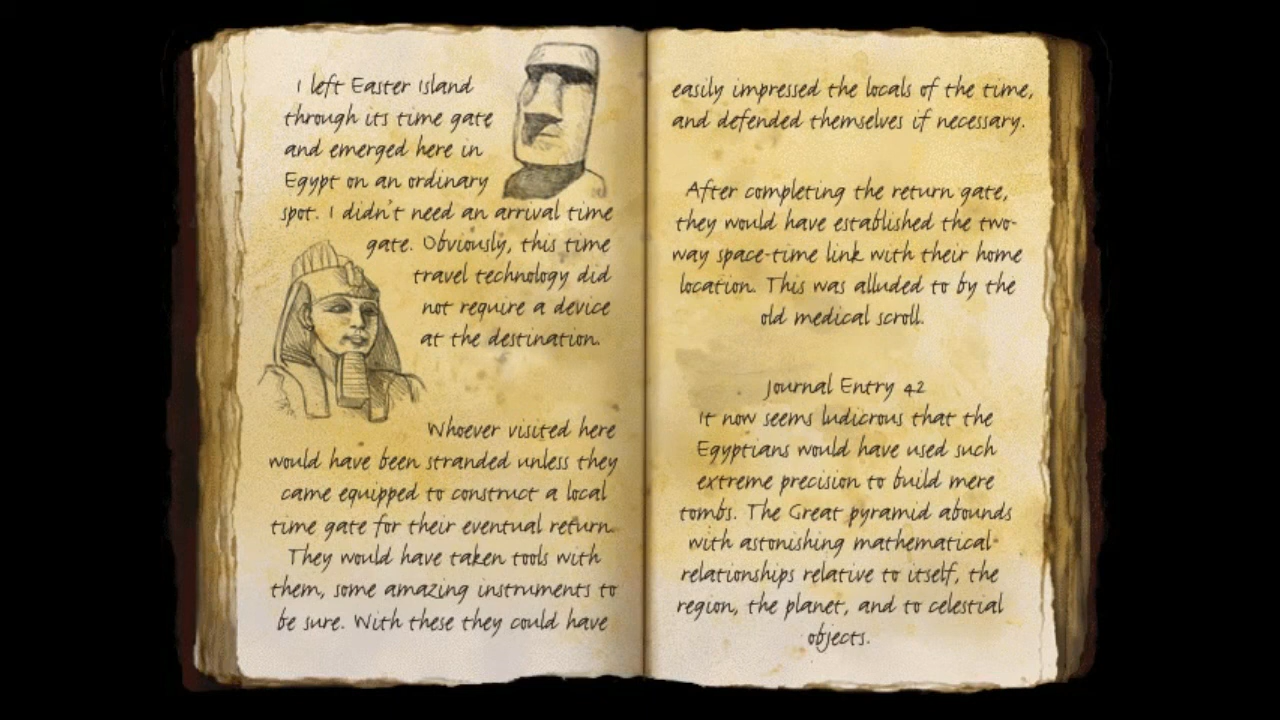 I left Easter Island
through its time gate
and emerged here in
Egypt on an ordinary
spot. I didn't need an arrival time
gate. Obviously, this time
travel technology did
not require a device
at the destination.
Whoever visited here
would have been stranded unless they
came equipped to construct a local
time gate for their eventual return.
They would have taken tools with
them, some amazing instruments to
be sure. With these they could have
easily impressed the locals of the time,
and defended themselves if necessary.
After completing the return gate,
they would have established the two-
way space-time link with their home
location. This was alluded to by the
old medical scroll.
Journal Entry 42
It now seems ludicrous that the
Egyptians would have used such
extreme precision to build mere
tombs. The Great pyramid abounds
with astonishing mathematical
relationships relative to itself, the
region, the planet, and to celestial
objects.